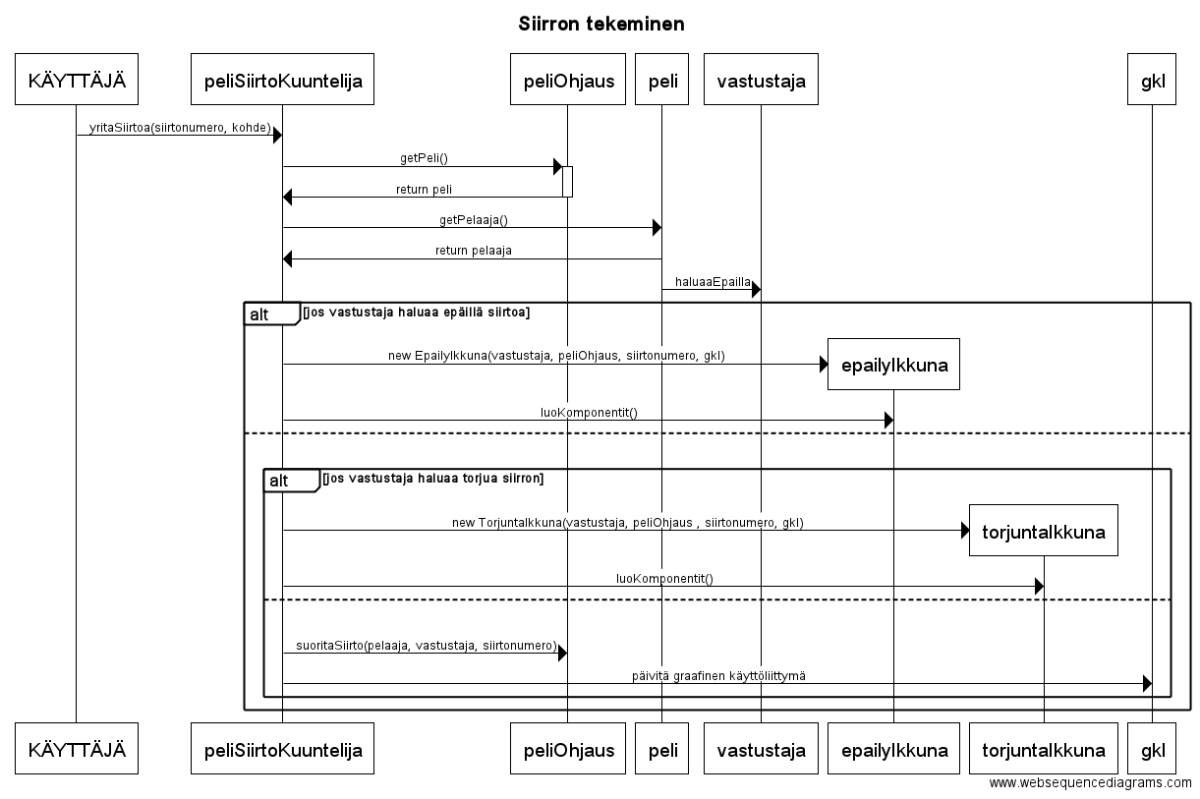 Siirron tekeminen
KÄYTTÄJÄ
peliSiirtoKuuntelija
peliOhjaus
peli
vastustaja
gkl
yritaSiirtoa(siirtonumero, kohde)
getPeli()
return peli
getPelaaja()
return pelaaja
haluaaEpailla
alt
[jos vastustaja haluaa epäillä siirtoa]
new EpailyIkkuna(vastustaja, peliOhjaus, siirtonumero, gkl)
epailyIkkuna
luoKomponentit()
alt
[jos vastustaja haluaa torjua siirron]
new TorjuntaIkkuna(vastustaja, peliOhjaus , siirtonumero, gkl)
torjuntaIkkuna
luoKomponentit()
suoritaSiirto(pelaaja, vastustaja, siirtonumero)
päivitä graafinen käyttöliittymä
KÄYTTÄJÄ
peliSiirtoKuuntelija
peliOhjaus
peli
vastustaja
epailyIkkuna
torjuntaIkkuna
gkl
www.websequencediagrams.com